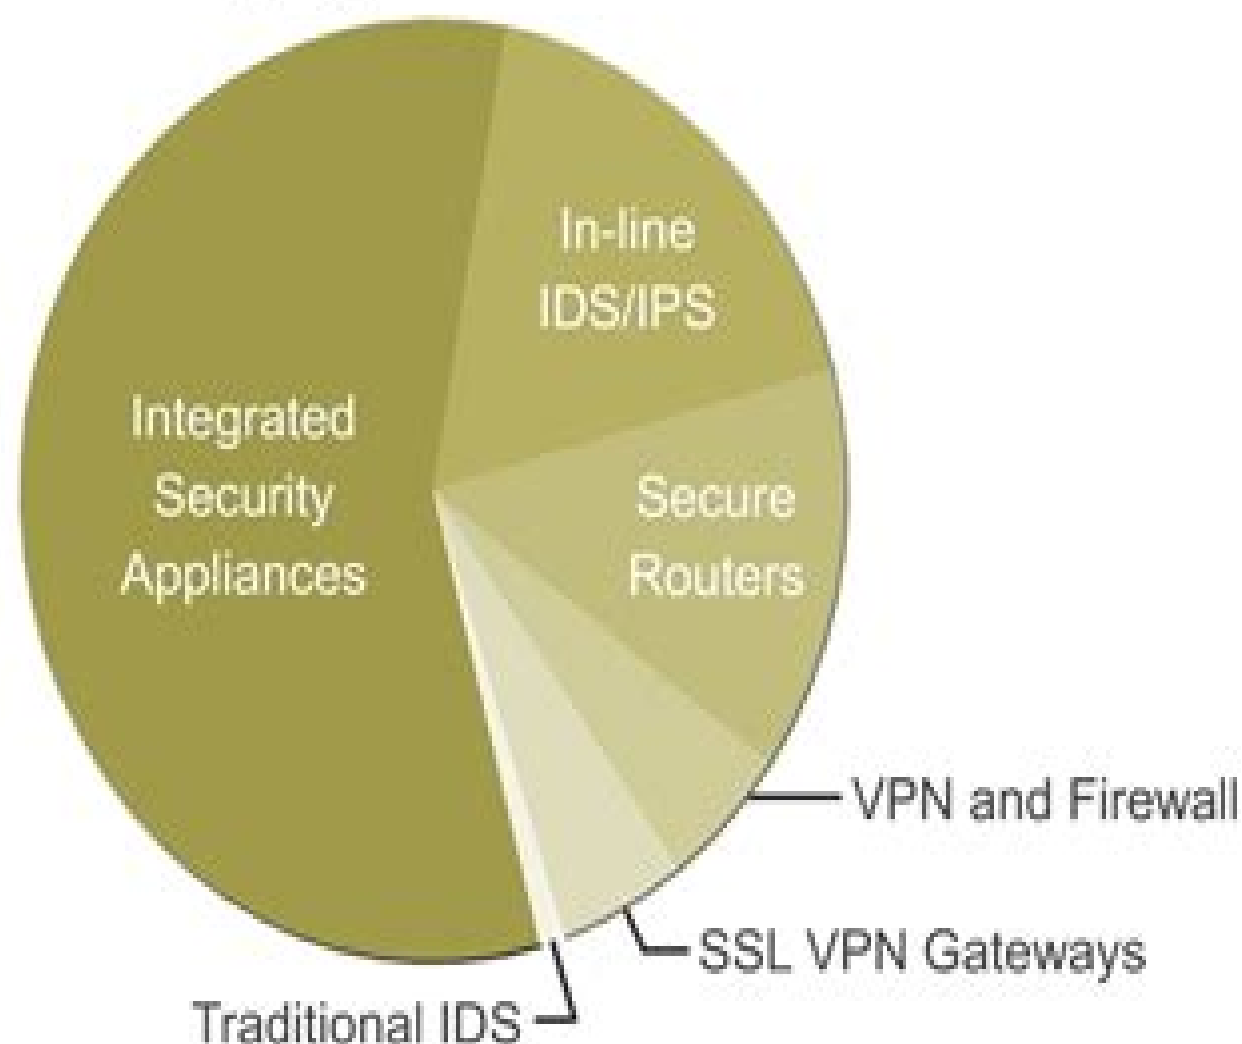 In-line
IDS/IPS
Integrated
Security
Appliances
Secure
Routers
VPN and Firewall
SSL VPN Gateways
Traditional IDS